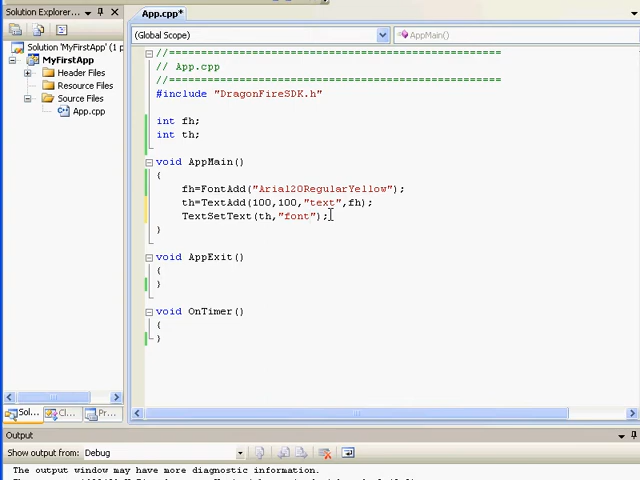 Solution Explorer...
App.cpp*
(Global Scope)
AppMain()
Solution 'MyFirstApp' (1 p
MyFirstApp
Header Files
Resource Files
Source Files
App.cpp
//==================================================
// App.cpp
//==================================================
#include "DragonFireSDK.h"
int fh;
int th;
void AppMain()
{
fh=FontAdd("Arial20RegularYellow");
th=TextAdd(100,100,"text",fh);
TextSetText(th,"font");
}
void AppExit()
{
}
void OnTimer()
{
}
Sol...
Cl...
Pr...
Output
Show output from: Debug
The output window may have more diagnostic information.